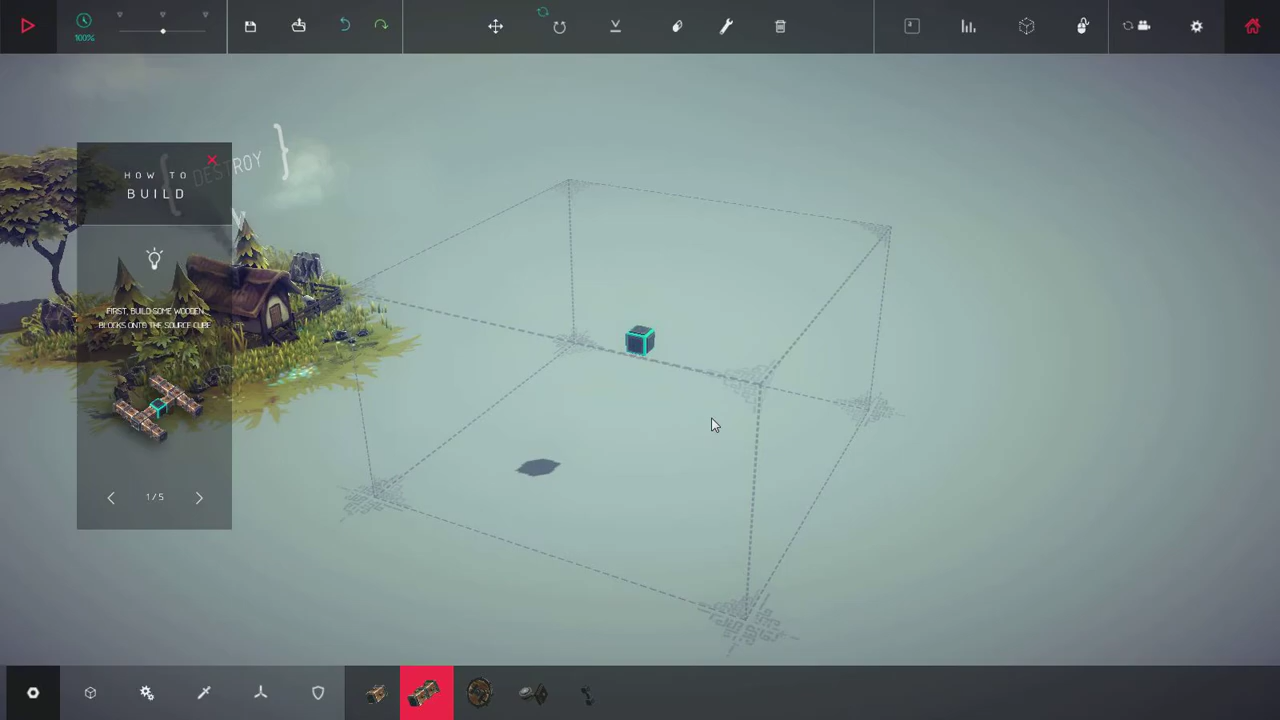 100%
DESTROY
HOW TO
BUILD
FIRST, BUILD SOME WOODEN
BLOCKS ONTO THE SOURCE CUBE
1/5